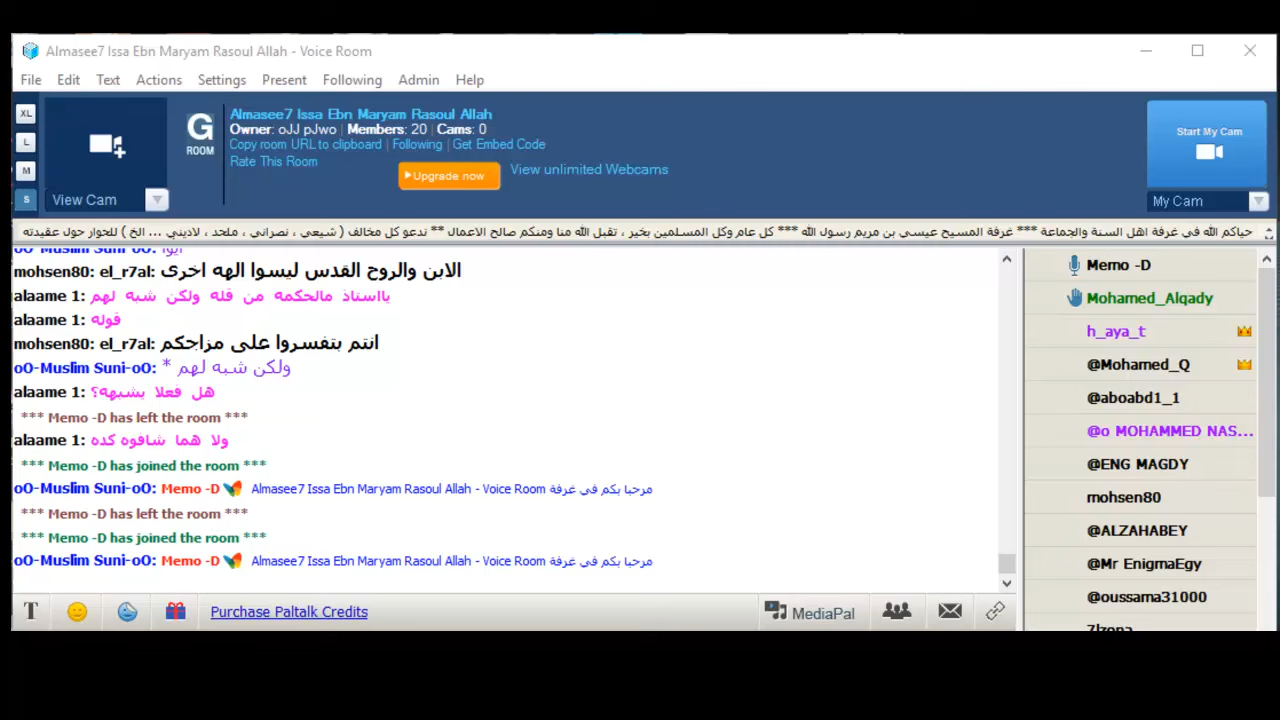 Almasee7 Issa Ebn Maryam Rasoul Allah - Voice Room
File Edit Text Actions Settings Present Following Admin Help
XL
L
M
S
View Cam
G
ROOM
Almasee7 Issa Ebn Maryam Rasoul Allah
Owner: oJJ pJwo | Members: 20 | Cams: 0
Copy room URL to clipboard | Following | Get Embed Code
Rate This Room
Upgrade now
View unlimited Webcams
Start My Cam
My Cam
حياكم الله في غرفة اهل السنة والجماعة *** غرفة المسيح عيسي بن مريم رسول الله *** كل عام وكل المسلمين بخير ، تقبل الله منا ومنكم صالح الاعمال ** ندعو كل مخالف ( شيعي ، نصراني ، ملحد ، لاديني ... الخ ) للحوار حول عقيدته
oO-Muslim Suni-oO: ايوا
mohsen80: el_r7al: الابن والروح القدس ليسوا الهه اخرى
alaame 1: يااستاذ مالحكمه من قله ولكن شبه لهم
alaame 1: قوله
mohsen80: el_r7al: انتم بتفسروا على مزاجكم
oO-Muslim Suni-oO: * ولكن شبه لهم
alaame 1: هل فعلا يشبهه؟
*** Memo -D has left the room ***
alaame 1: ولا هما شافوه كده
*** Memo -D has joined the room ***
oO-Muslim Suni-oO: Memo -D Almasee7 Issa Ebn Maryam Rasoul Allah - Voice Room مرحبا بكم في غرفة
*** Memo -D has left the room ***
*** Memo -D has joined the room ***
oO-Muslim Suni-oO: Memo -D Almasee7 Issa Ebn Maryam Rasoul Allah - Voice Room مرحبا بكم في غرفة
Memo -D
Mohamed_Alqady
h_aya_t
@Mohamed_Q
@aboabd1_1
@o MOHAMMED NAS...
@ENG MAGDY
mohsen80
@ALZAHABEY
@Mr EnigmaEgy
@oussama31000
7lzona
T Purchase Paltalk Credits MediaPal